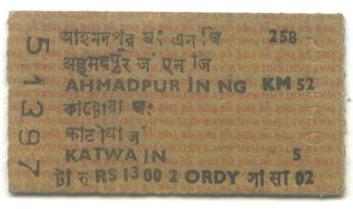 51397
আহমদপুর জং এন জি 258
अहमदपुर जं एन जि
AHMADPUR JN NG KM 52
কাটোয়া জং
काटोया जं
KATWA JN 5
टा रु RS 13 00 2 ORDY गा सा 02